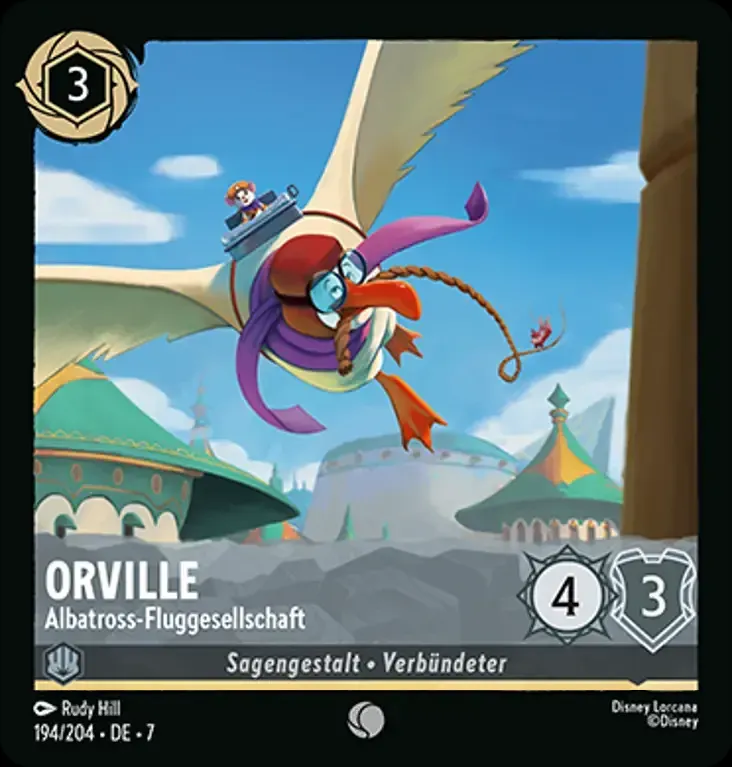 3
ORVILLE
Albatross-Fluggesellschaft
4
3
Sagengestalt • Verbündeter
Rudy Hill
194/204 • DE • 7
Disney Lorcana
©Disney